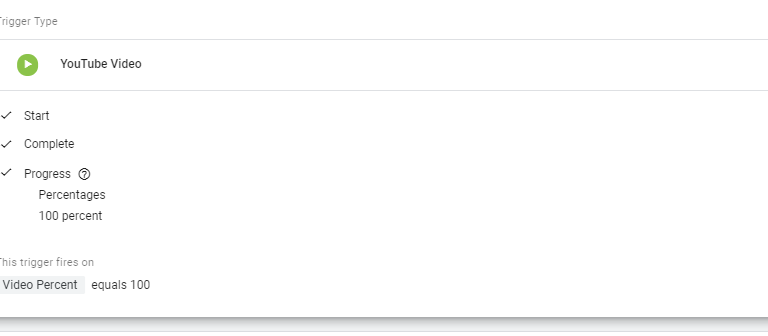 Trigger Type
YouTube Video
Start
Complete
Progress
Percentages
100 percent
This trigger fires on
Video Percent equals 100